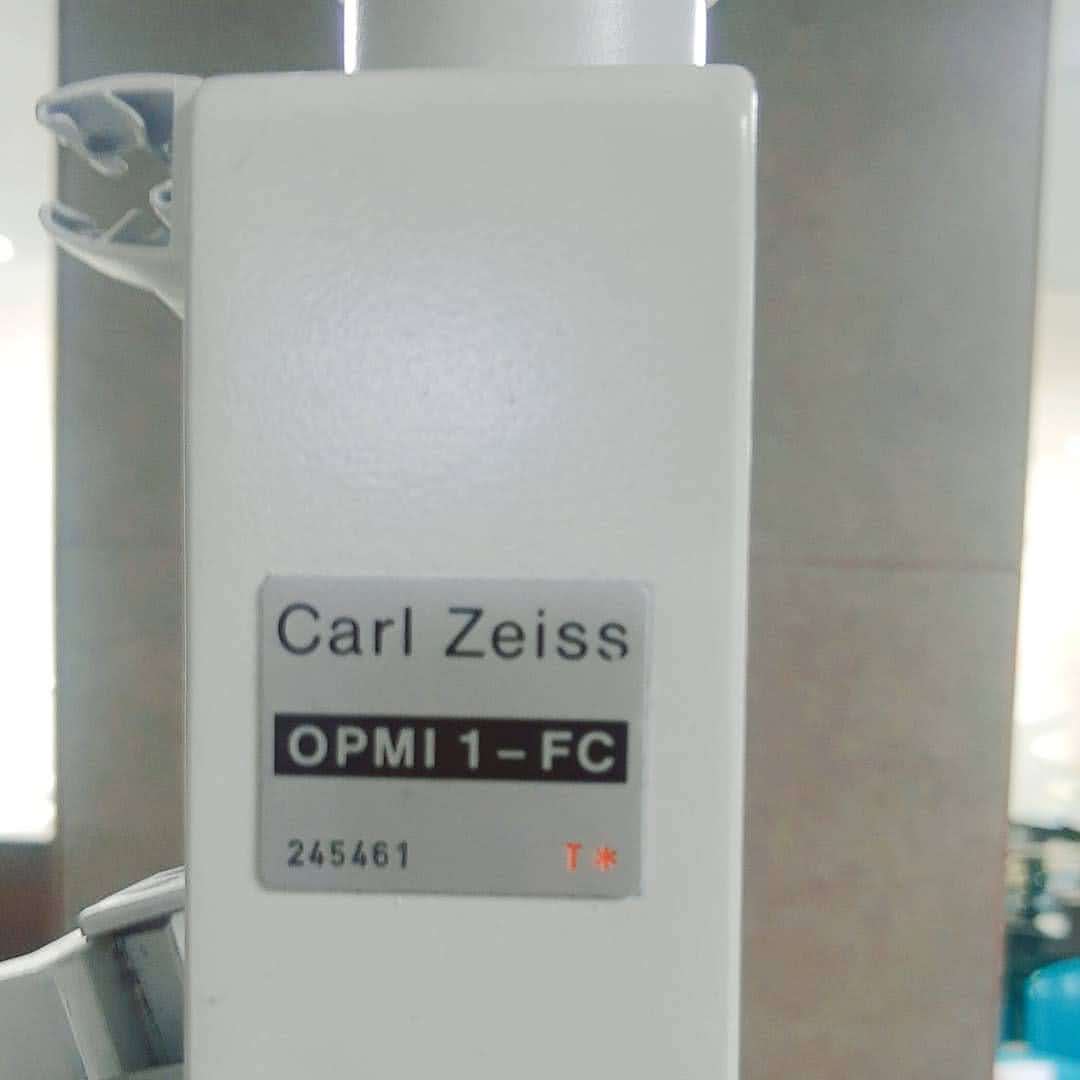 Carl Zeiss
OPMI 1-FC
245461 T*